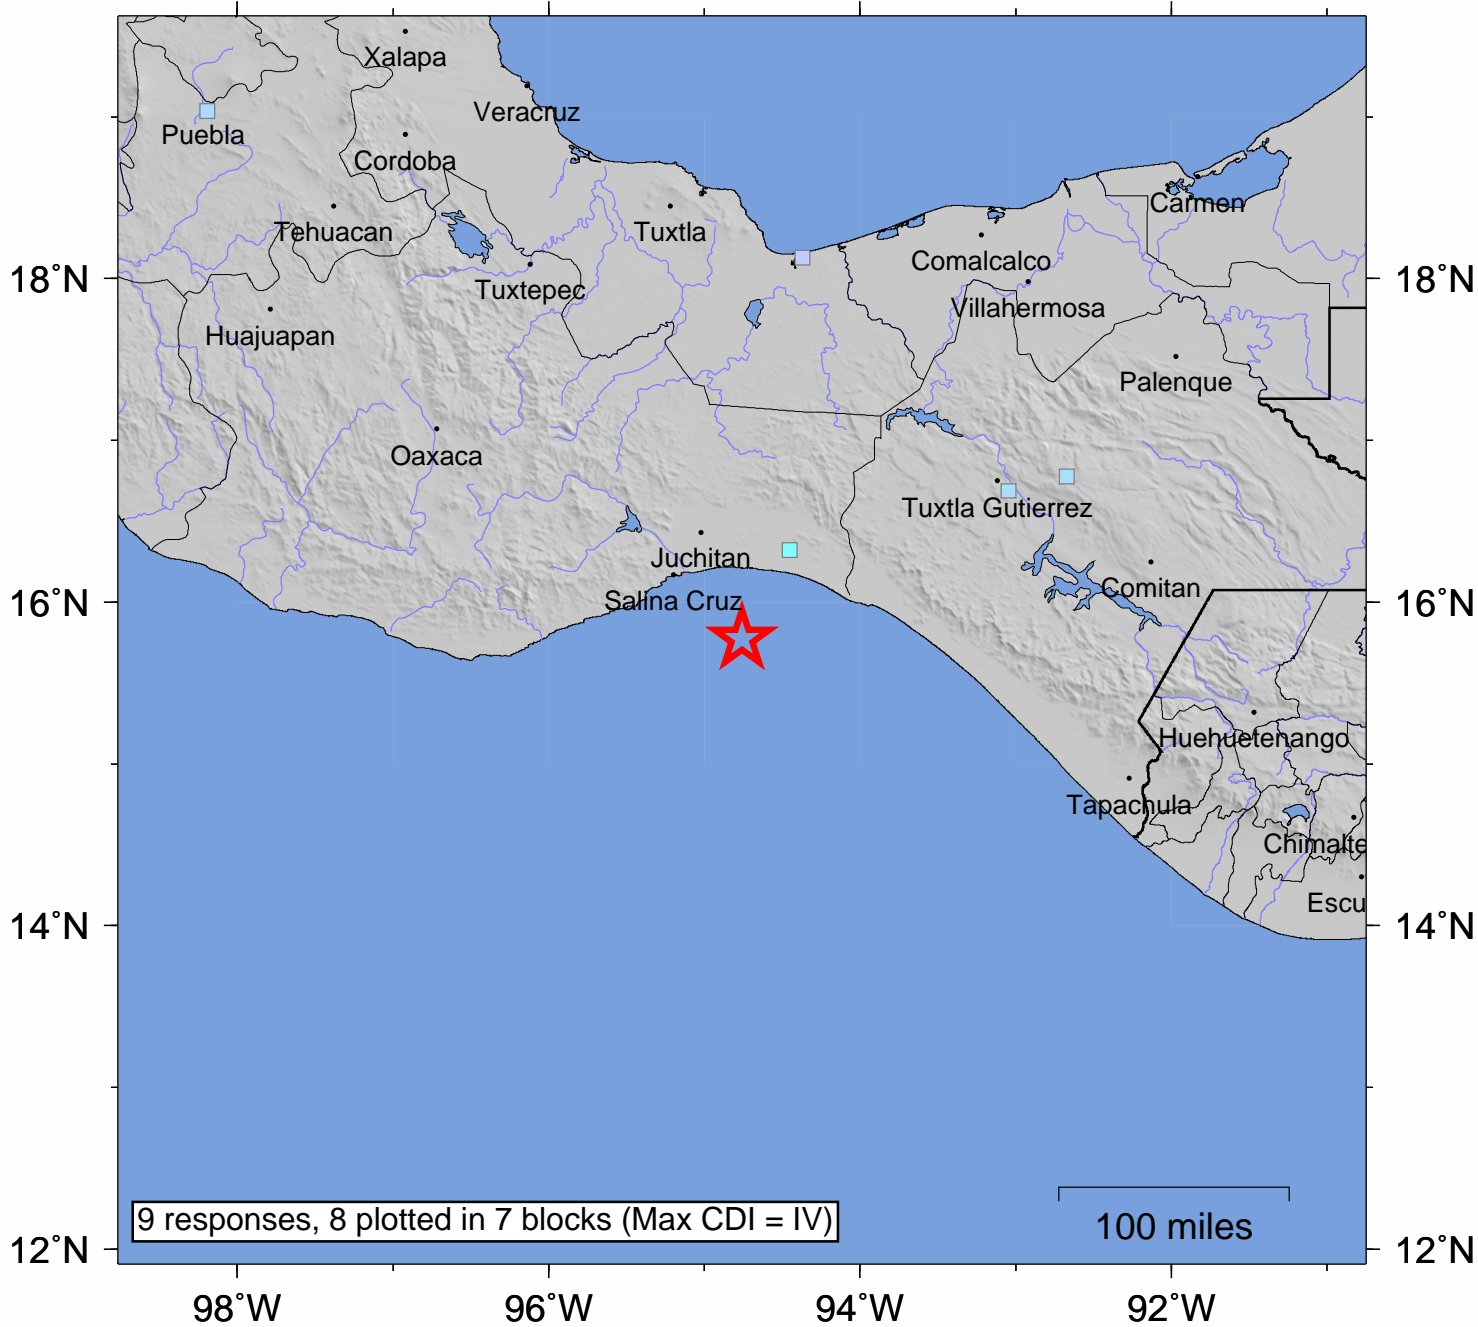 Xalapa
Veracruz
Puebla
Cordoba
Carmen
Tehuacan
Tuxtla
Comalcalco
18˚N
18˚N
Tuxtepec
Villahermosa
Huajuapan
Palenque
Oaxaca
Tuxtla Gutierrez
Juchitan
Comitan
16˚N
Salina Cruz
16˚N
Huehuetenango
Tapachula
Chimalte
Escu
14˚N
14˚N
9 responses, 8 plotted in 7 blocks (Max CDI = IV)
100 miles
12˚N
12˚N
98˚W
96˚W
94˚W
92˚W